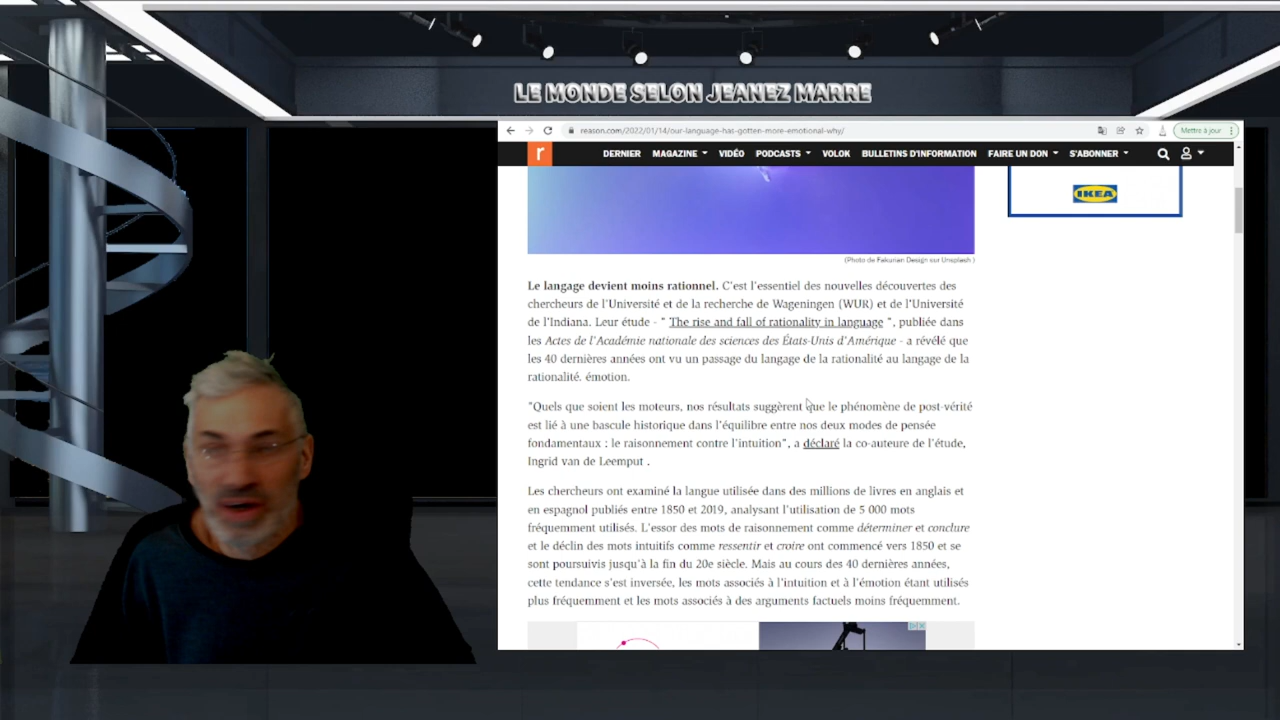 LE MONDE SELON JEANEZ MARRE
reason.com/2022/01/14/our-language-has-gotten-more-emotional-why/
Mettre à jour
r
DERNIER MAGAZINE VIDÉO PODCASTS VOLOK BULLETINS D'INFORMATION FAIRE UN DON S'ABONNER
IKEA
(Photo de Fakurian Design sur Unsplash )
Le langage devient moins rationnel. C'est l'essentiel des nouvelles découvertes des
chercheurs de l'Université et de la recherche de Wageningen (WUR) et de l'Université
de l'Indiana. Leur étude - " The rise and fall of rationality in language ", publiée dans
les Actes de l'Académie nationale des sciences des États-Unis d'Amérique - a révélé que
les 40 dernières années ont vu un passage du langage de la rationalité au langage de la
rationalité. émotion.
"Quels que soient les moteurs, nos résultats suggèrent que le phénomène de post-vérité
est lié à une bascule historique dans l'équilibre entre nos deux modes de pensée
fondamentaux : le raisonnement contre l'intuition", a déclaré la co-auteure de l'étude,
Ingrid van de Leemput .
Les chercheurs ont examiné la langue utilisée dans des millions de livres en anglais et
en espagnol publiés entre 1850 et 2019, analysant l'utilisation de 5 000 mots
fréquemment utilisés. L'essor des mots de raisonnement comme déterminer et conclure
et le déclin des mots intuitifs comme ressentir et croire ont commencé vers 1850 et se
sont poursuivis jusqu'à la fin du 20e siècle. Mais au cours des 40 dernières années,
cette tendance s'est inversée, les mots associés à l'intuition et à l'émotion étant utilisés
plus fréquemment et les mots associés à des arguments factuels moins fréquemment.